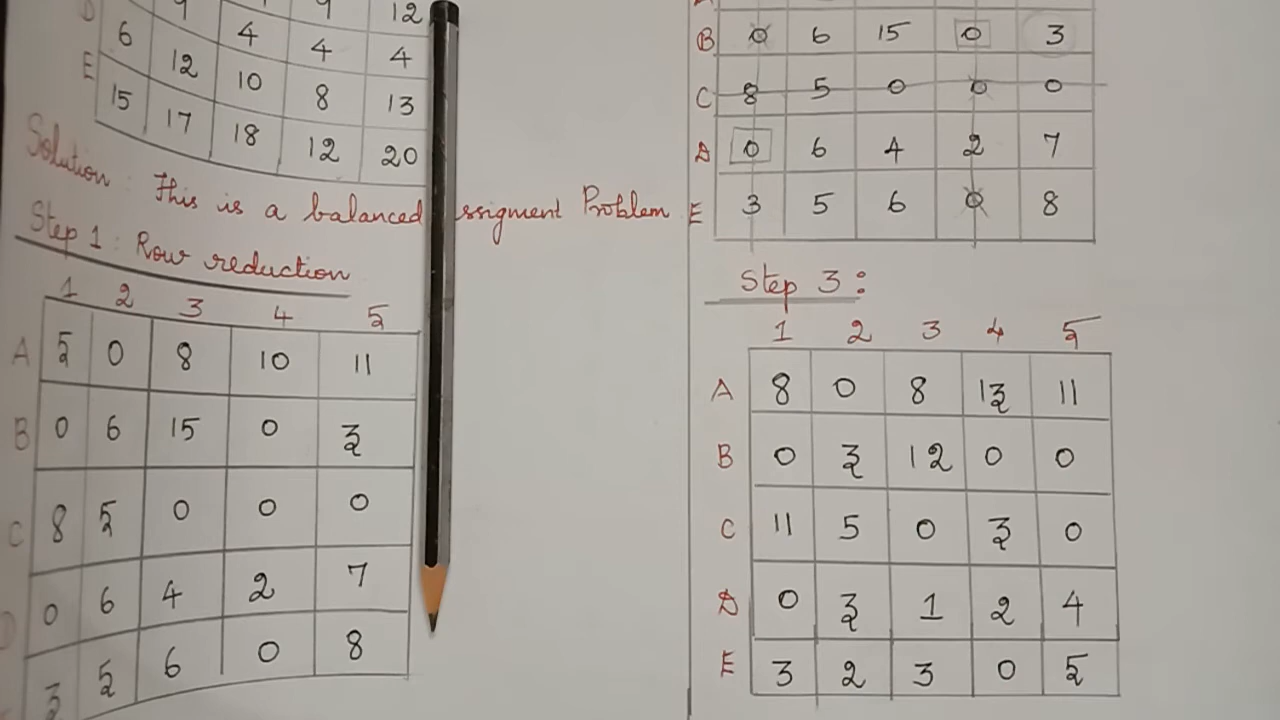 D 9 9 12
6 4 4 4
E 12 10 8 13
15 17 18 12 20
Solution : This is a balanced ssigment Problem
Step 1 : Row reduction
1 2 3 4 5
A 5 0 8 10 11
B 0 6 15 0 3
C 8 5 0 0 0
0 6 4 2 7
3 5 6 0 8
B 0 6 15 0 3
C 8 5 0 0 0
D 0 6 4 2 7
E 3 5 6 0 8
Step 3 :
1 2 3 4 5
A 8 0 8 13 11
B 0 3 12 0 0
C 11 5 0 3 0
D 0 3 1 2 4
E 3 2 3 0 5